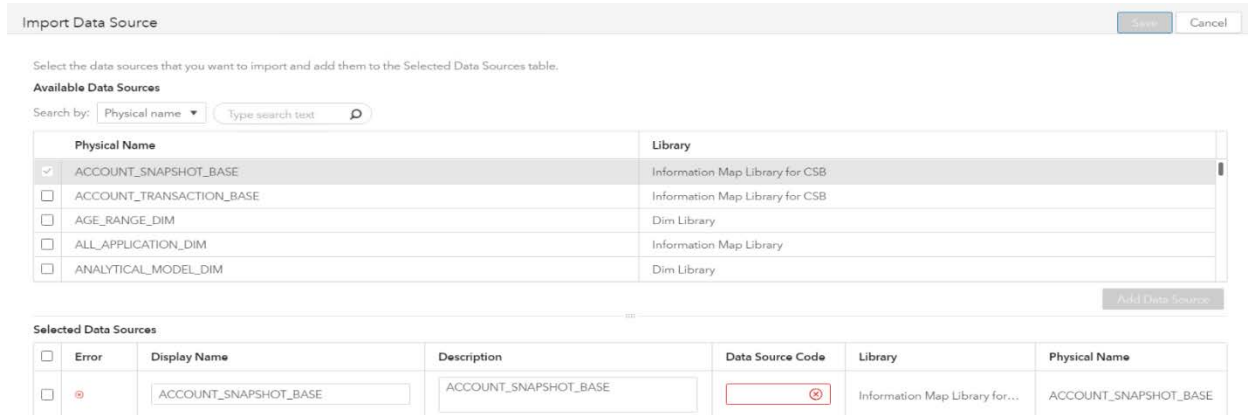 Import Data Source Save Cancel
Select the data sources that you want to import and add them to the Selected Data Sources table.
Available Data Sources
Search by: Physical name Type search text
Physical Name Library
ACCOUNT_SNAPSHOT_BASE Information Map Library for CSB
ACCOUNT_TRANSACTION_BASE Information Map Library for CSB
AGE_RANGE_DIM Dim Library
ALL_APPLICATION_DIM Information Map Library
ANALYTICAL_MODEL_DIM Dim Library
Add Data Source
Selected Data Sources
Error Display Name Description Data Source Code Library Physical Name
ACCOUNT_SNAPSHOT_BASE ACCOUNT_SNAPSHOT_BASE Information Map Library for... ACCOUNT_SNAPSHOT_BASE